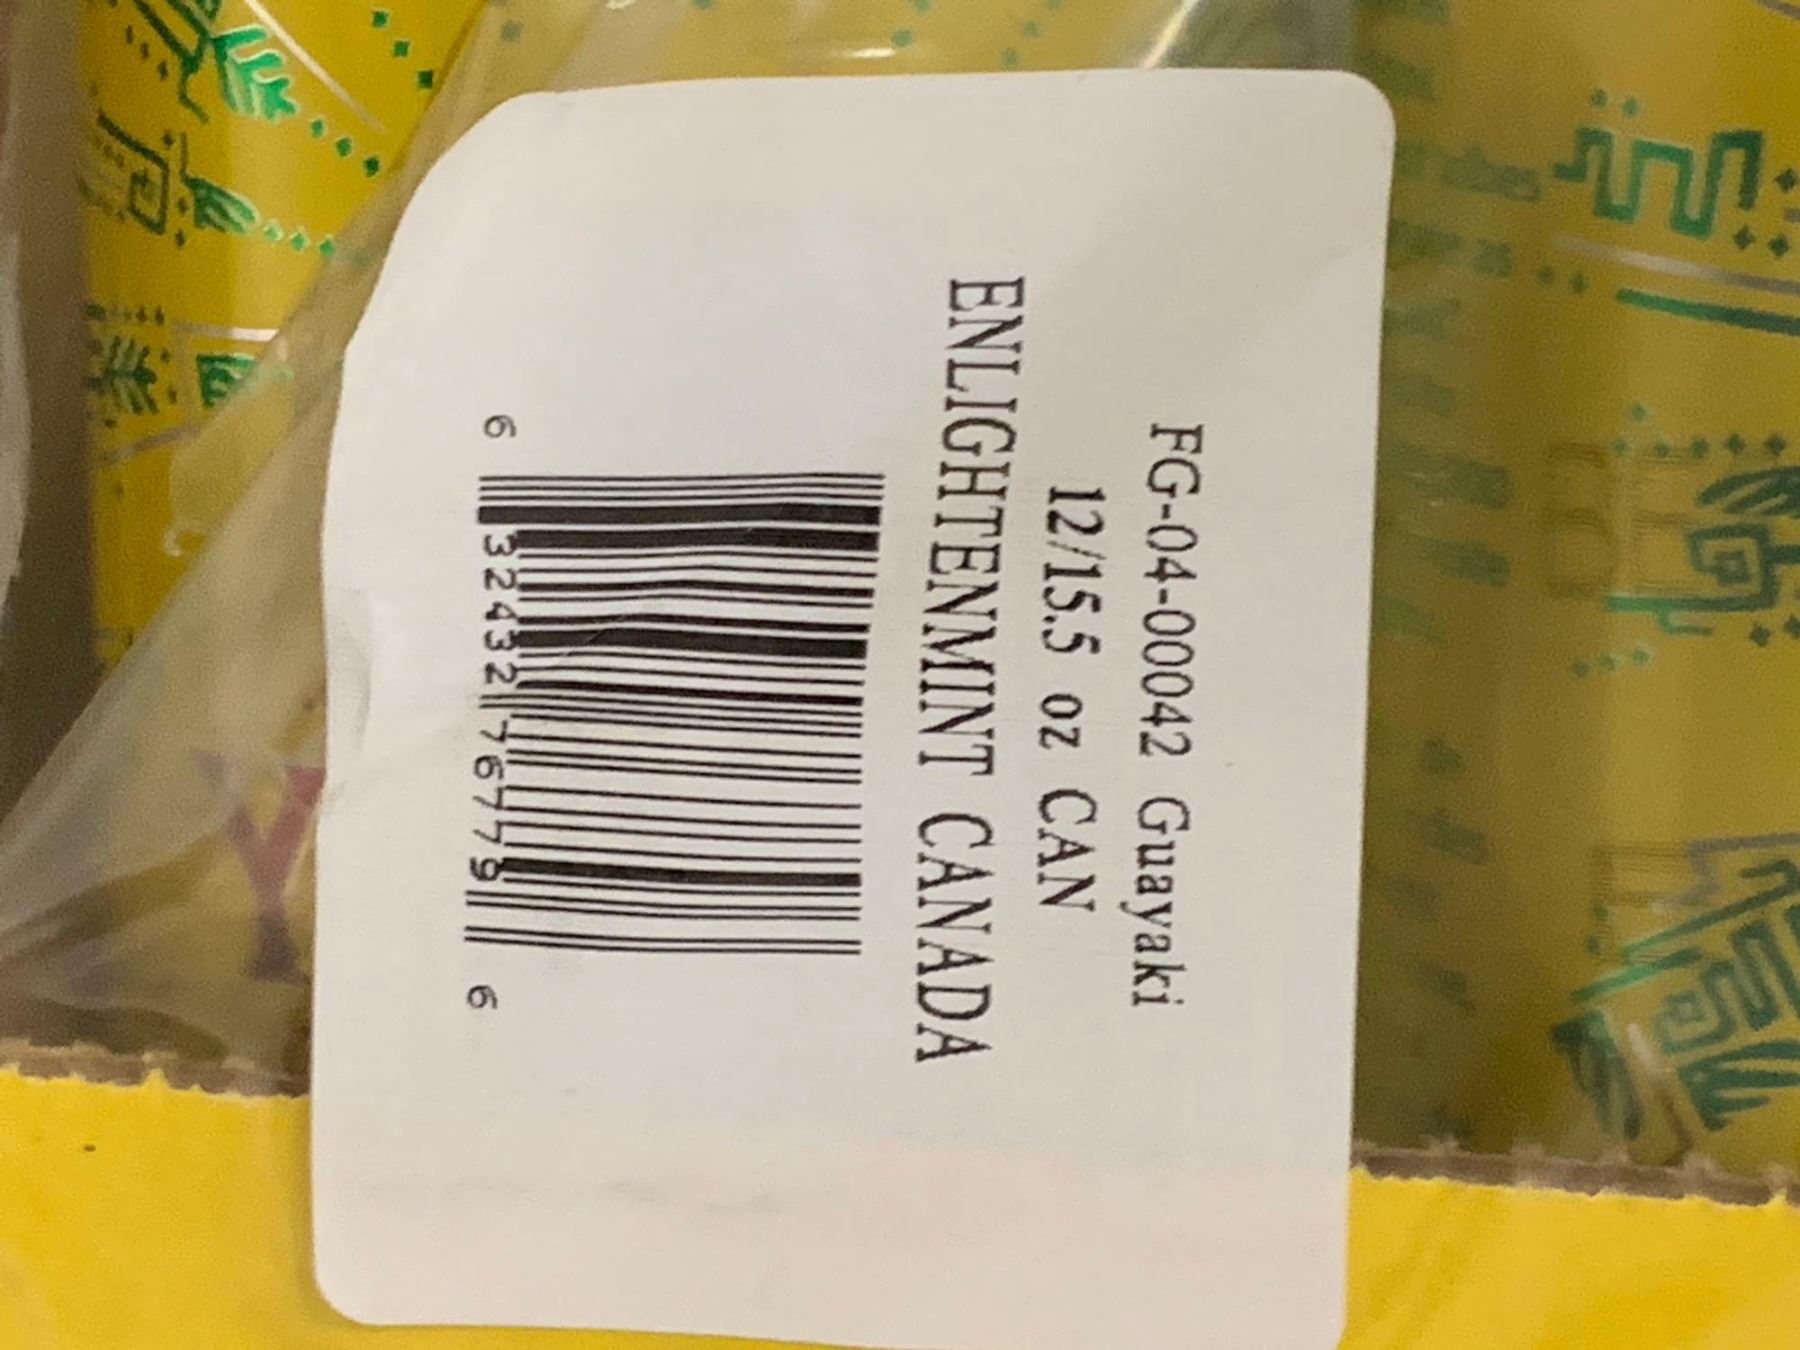 FG-04-00042 Guayaki
12/15.5 oz CAN
ENLIGHTENMINT CANADA
6 32432 76779 6